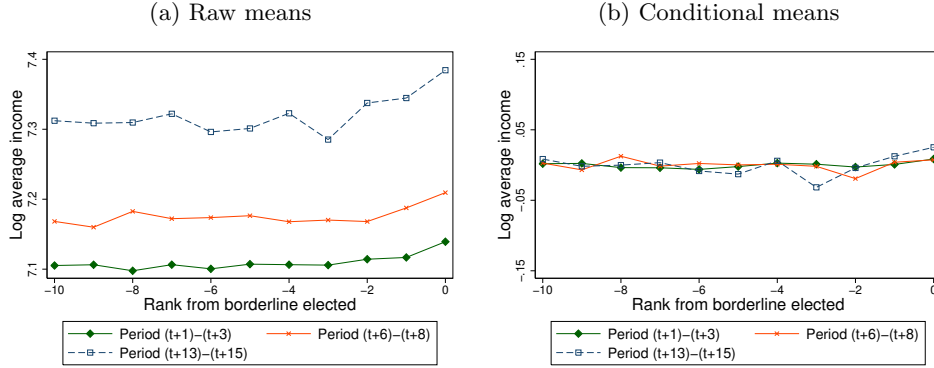 (a) Raw means
(b) Conditional means
Log average income
7.4
7.3
7.2
7.1
−10 −8 −6 −4 −2 0
Rank from borderline elected
Period (t+1)−(t+3) Period (t+6)−(t+8)
Period (t+13)−(t+15)
Log average income
.15
.05
−.05
−.15
−10 −8 −6 −4 −2 0
Rank from borderline elected
Period (t+1)−(t+3) Period (t+6)−(t+8)
Period (t+13)−(t+15)